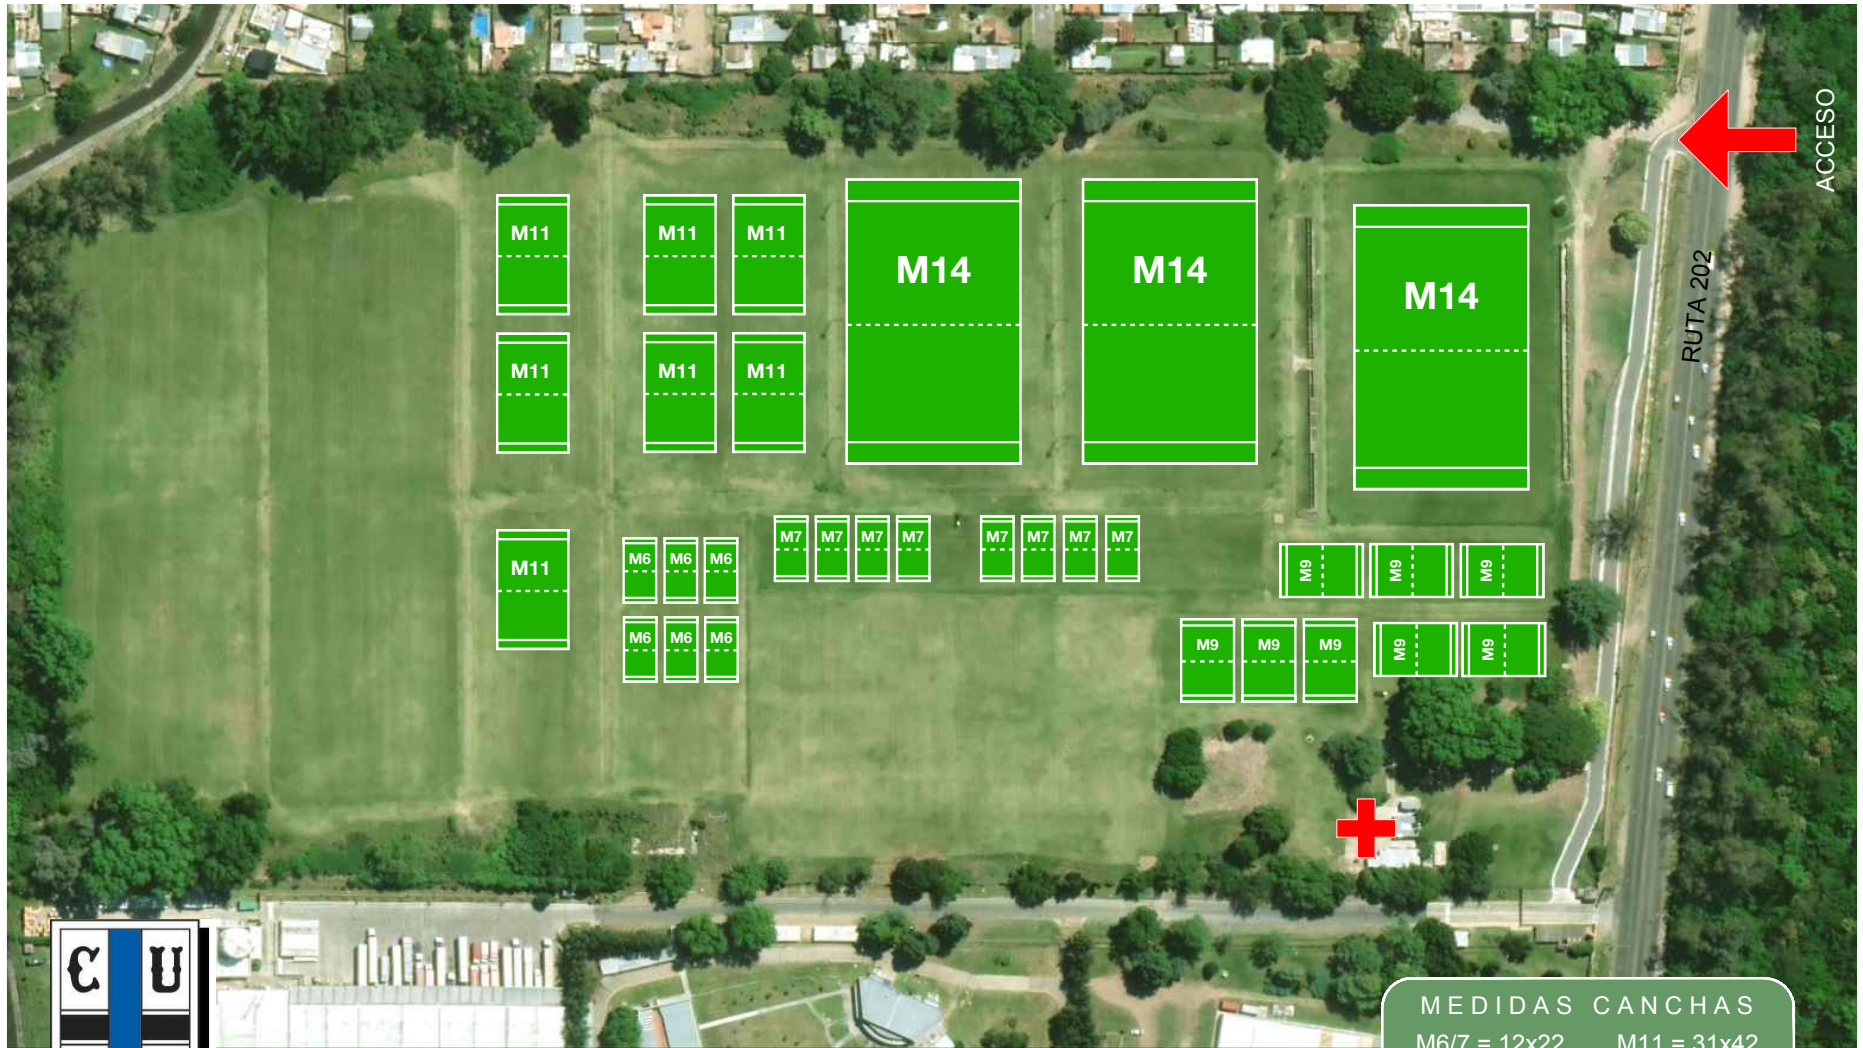 ACCESO
RUTA 202
M11
M11 M11
M14
M14
M14
M11
M11 M11
M11
M6 M6 M6
M7 M7 M7 M7
M7 M7 M7 M7
M9 M9 M9
M6 M6 M6
M9 M9 M9
M9 M9
C U
MEDIDAS CANCHAS
M6/7 = 12x22 M11 = 31x42